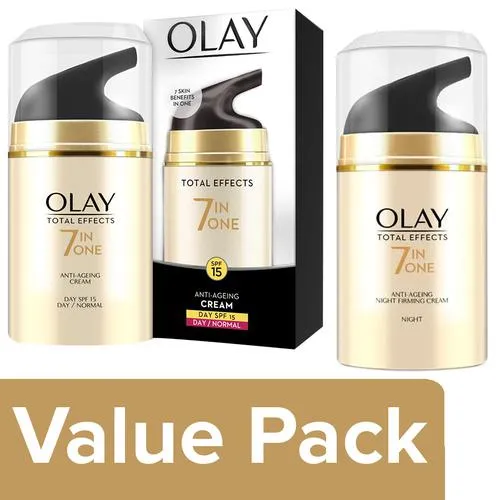 OLAY
TOTAL EFFECTS
7 IN
ONE
ANTI-AGEING
CREAM
DAY SPF 15
DAY / NORMAL
OLAY
7 SKIN
BENEFITS
IN ONE
TOTAL EFFECTS
7 IN
ONE
SPF
15
ANTI-AGEING
CREAM
DAY SPF 15
DAY / NORMAL
OLAY
TOTAL EFFECTS
7 IN
ONE
ANTI-AGEING
NIGHT FIRMING CREAM
NIGHT
Value Pack